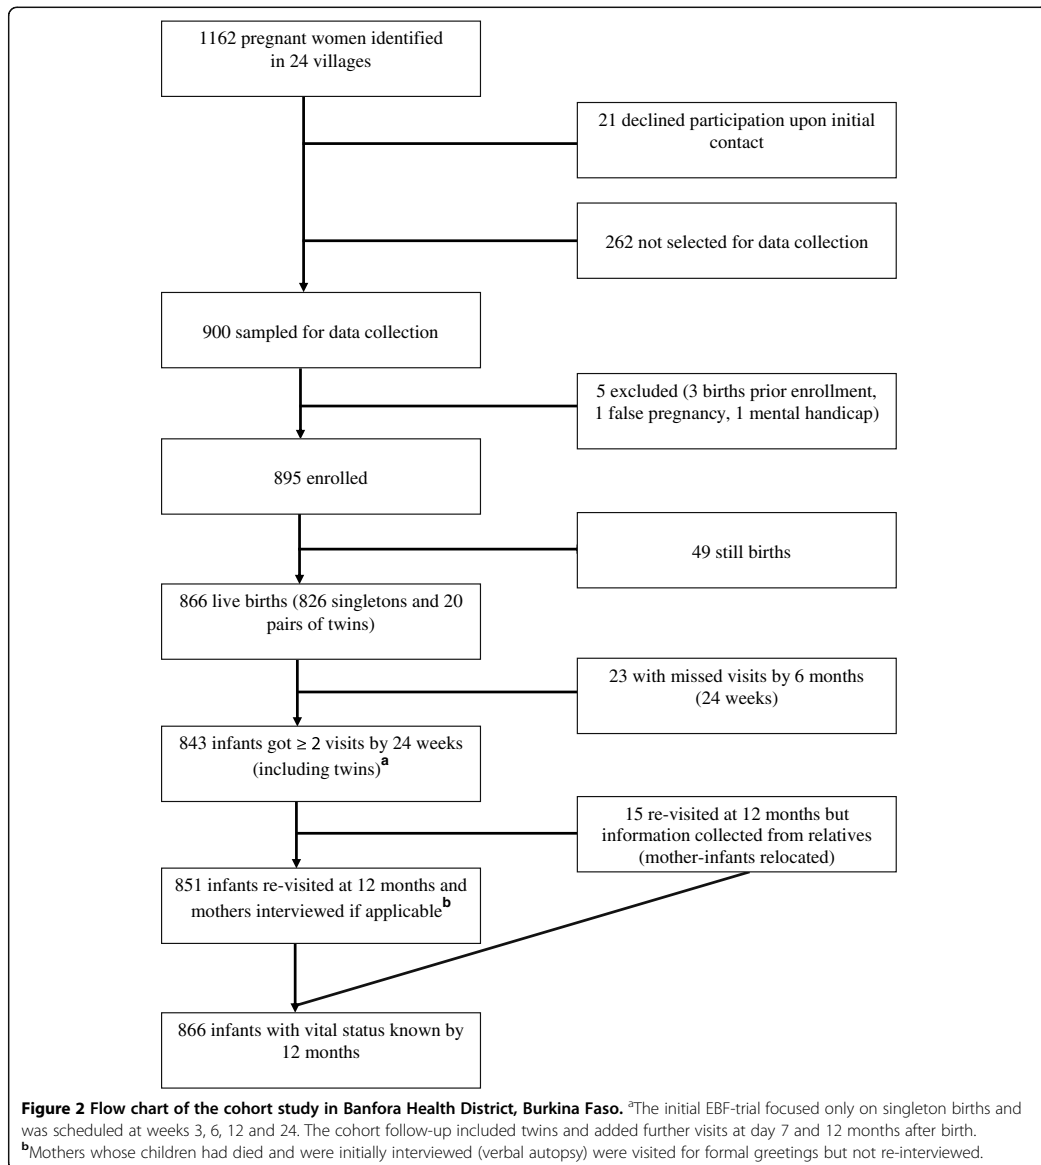 1162 pregnant women identified
in 24 villages
21 declined participation upon initial
contact
262 not selected for data collection
900 sampled for data collection
5 excluded (3 births prior enrollment,
1 false pregnancy, 1 mental handicap)
895 enrolled
49 still births
866 live births (826 singletons and 20
pairs of twins)
23 with missed visits by 6 months
(24 weeks)
843 infants got ≥ 2 visits by 24 weeks
(including twins)a
15 re-visited at 12 months but
information collected from relatives
(mother-infants relocated)
851 infants re-visited at 12 months and
mothers interviewed if applicableb
866 infants with vital status known by
12 months
Figure 2 Flow chart of the cohort study in Banfora Health District, Burkina Faso. aThe initial EBF-trial focused only on singleton births and
was scheduled at weeks 3, 6, 12 and 24. The cohort follow-up included twins and added further visits at day 7 and 12 months after birth.
bMothers whose children had died and were initially interviewed (verbal autopsy) were visited for formal greetings but not re-interviewed.